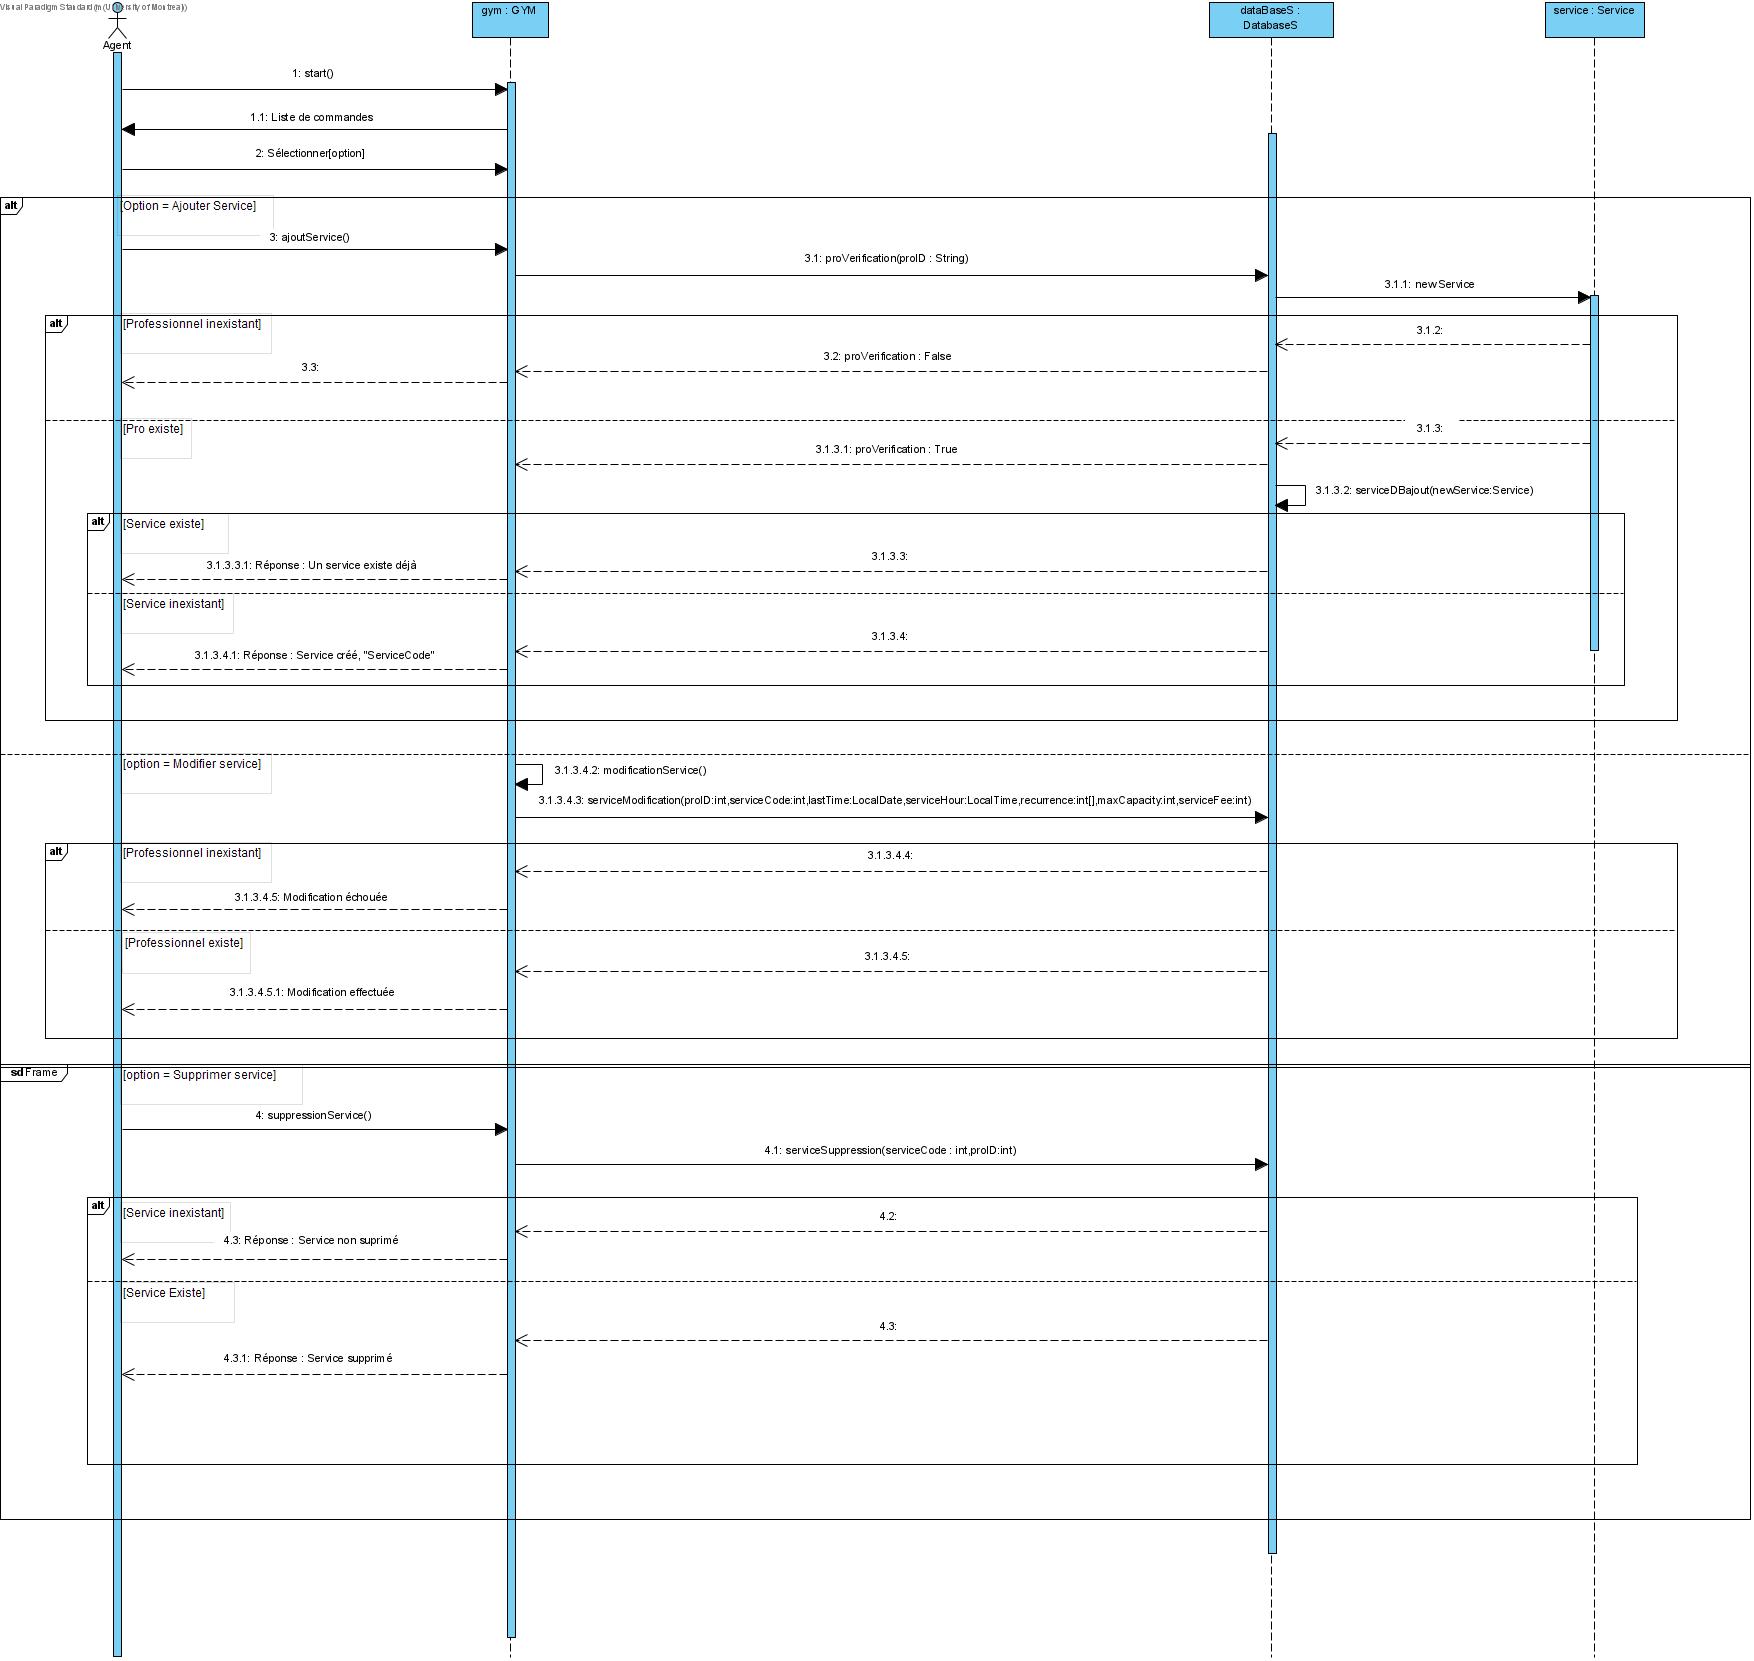 Visual Paradigm Standard(m(University of Montreal))
Agent
gym : GYM
dataBaseS :
DatabaseS
service : Service
1: start()
1.1: Liste de commandes
2: Sélectionner[option]
alt
[Option = Ajouter Service]
3: ajoutService()
3.1: proVerification(proID : String)
3.1.1: newService
alt
[Professionnel inexistant]
3.1.2:
3.2: proVerification : False
3.3:
[Pro existe]
3.1.3:
3.1.3.1: proVerification : True
3.1.3.2: serviceDBajout(newService:Service)
alt
[Service existe]
3.1.3.3:
3.1.3.3.1: Réponse : Un service existe déjà
[Service inexistant]
3.1.3.4:
3.1.3.4.1: Réponse : Service créé, "ServiceCode"
[option = Modifier service]
3.1.3.4.2: modificationService()
3.1.3.4.3: serviceModification(proID:int,serviceCode:int,lastTime:LocalDate,serviceHour:LocalTime,recurrence:int[],maxCapacity:int,serviceFee:int)
alt
[Professionnel inexistant]
3.1.3.4.4:
3.1.3.4.5: Modification échouée
[Professionnel existe]
3.1.3.4.5:
3.1.3.4.5.1: Modification effectuée
sd Frame
[option = Supprimer service]
4: suppressionService()
4.1: serviceSuppression(serviceCode : int,proID:int)
alt
[Service inexistant]
4.2:
4.3: Réponse : Service non suprimé
[Service Existe]
4.3:
4.3.1: Réponse : Service supprimé